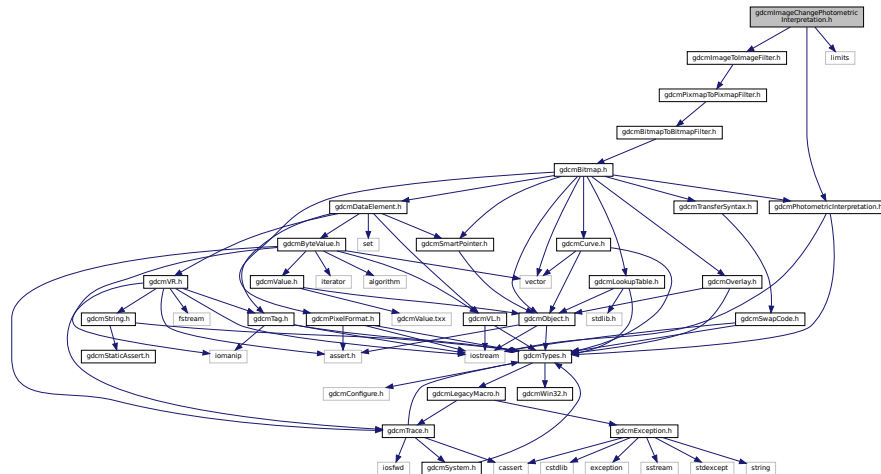 gdcmImageChangePhotometric
Interpretation.h
gdcmImageToImageFilter.h
limits
gdcmPixmapToPixmapFilter.h
gdcmBitmapToBitmapFilter.h
gdcmBitmap.h
gdcmDataElement.h
gdcmTransferSyntax.h
gdcmPhotometricInterpretation.h
gdcmByteValue.h
set
gdcmSmartPointer.h
gdcmCurve.h
gdcmVR.h
gdcmValue.h
iterator
algorithm
vector
gdcmLookupTable.h
gdcmOverlay.h
gdcmString.h
fstream
gdcmTag.h
gdcmPixelFormat.h
gdcmValue.txx
gdcmVL.h
gdcmObject.h
stdlib.h
gdcmSwapCode.h
gdcmStaticAssert.h
iomanip
assert.h
iostream
gdcmTypes.h
gdcmConfigure.h
gdcmLegacyMacro.h
gdcmWin32.h
gdcmTrace.h
gdcmException.h
iosfwd
gdcmSystem.h
cassert
cstdlib
exception
sstream
stdexcept
string